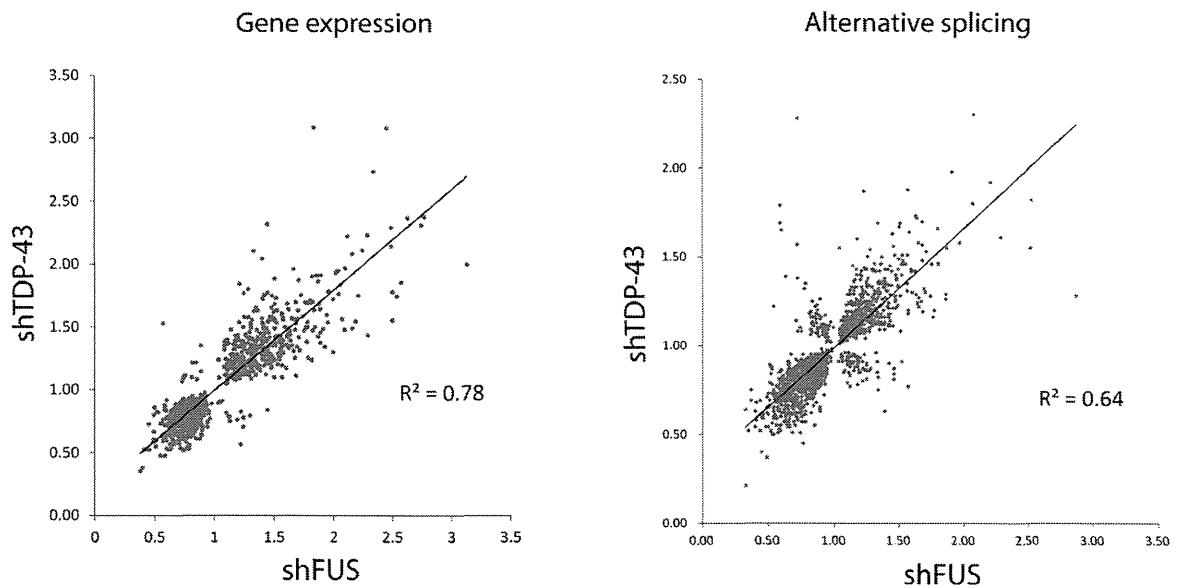 Gene expression
3.50
3.00
2.50
2.00
1.50
1.00
0.50
0.00
0 0.5 1 1.5 2 2.5 3 3.5
shTDP-43
shFUS
R² = 0.78
Alternative splicing
2.50
2.00
1.50
1.00
0.50
0.00
0.00 0.50 1.00 1.50 2.00 2.50 3.00 3.50
shTDP-43
shFUS
R² = 0.64